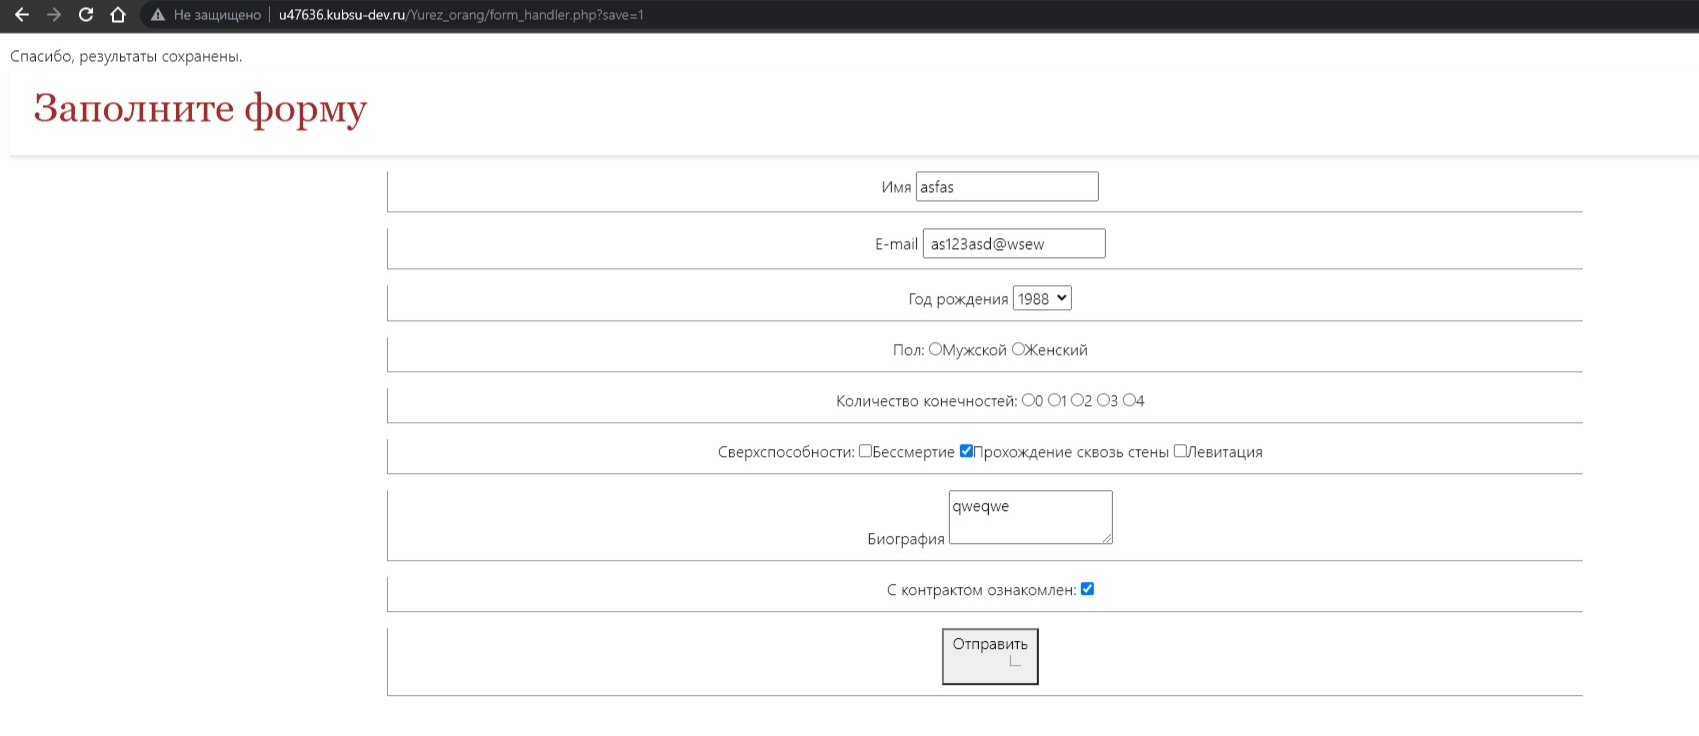 Не защищено u47636.kubsu-dev.ru/Yurez_orang/form_handler.php?save=1
Спасибо, результаты сохранены.
Заполните форму
Имя asfas
E-mail as123asd@wsew
Год рождения 1988
Пол: Мужской Женский
Количество конечностей: 0 1 2 3 4
Сверхспособности: Бессмертие Прохождение сквозь стены Левитация
Биография qweqwe
С контрактом ознакомлен:
Отправить